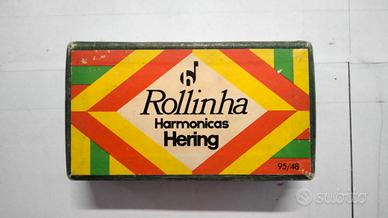 Rollinha
Harmonicas
Hering
95/48
subito